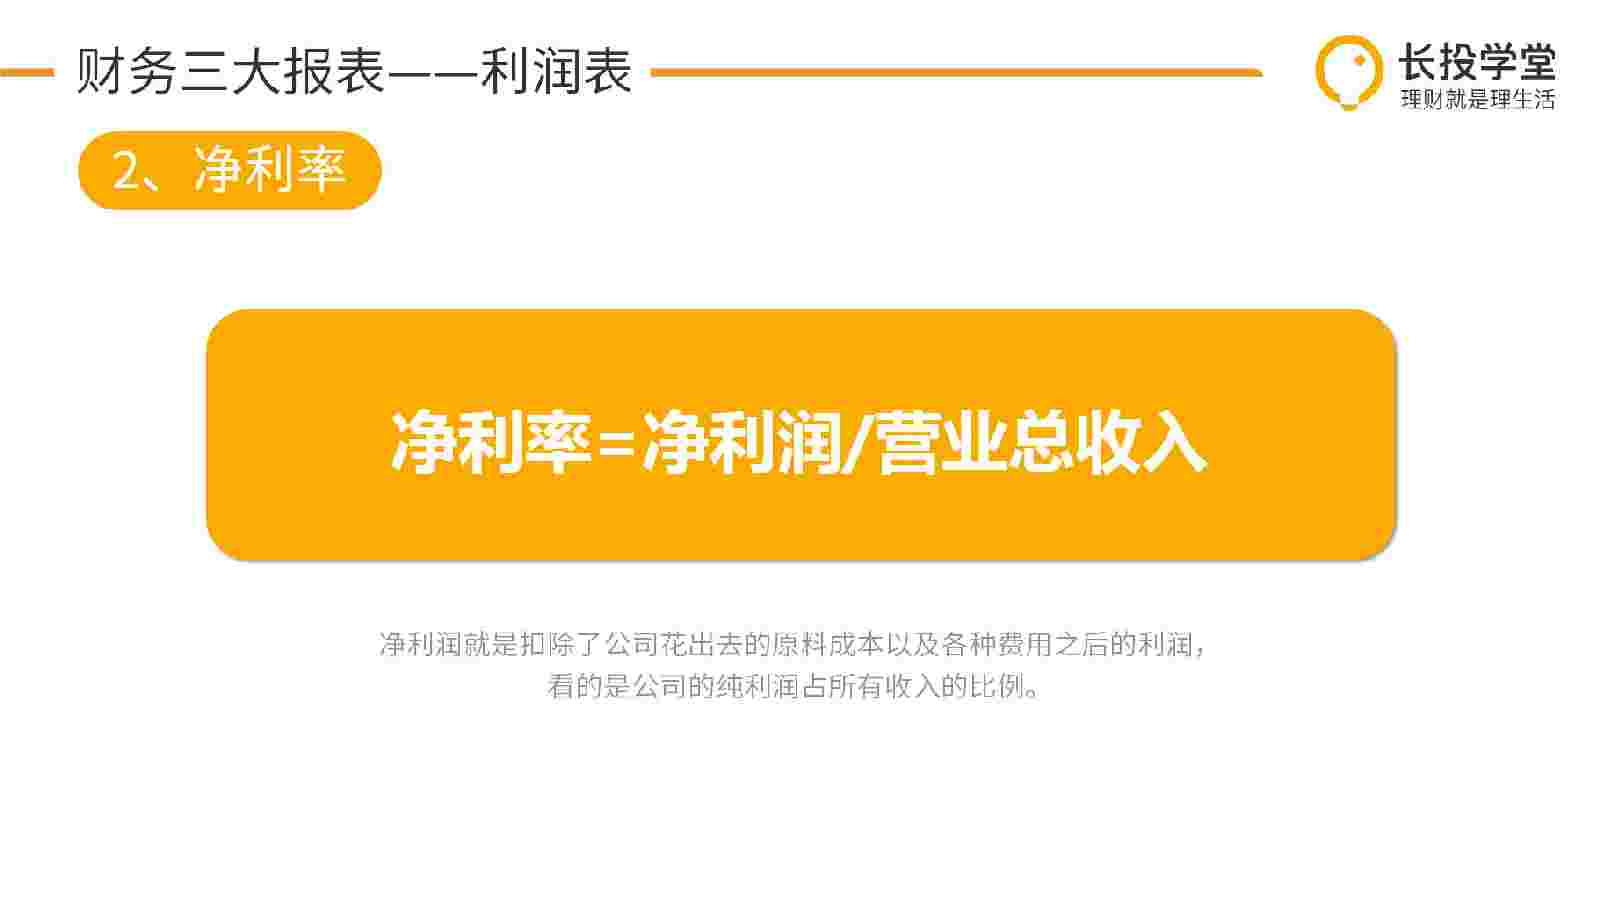 财务三大报表——利润表
长投学堂
理财就是理生活
2、净利率
净利率=净利润/营业总收入
净利润就是扣除了公司花出去的原料成本以及各种费用之后的利润，
看的是公司的纯利润占所有收入的比例。